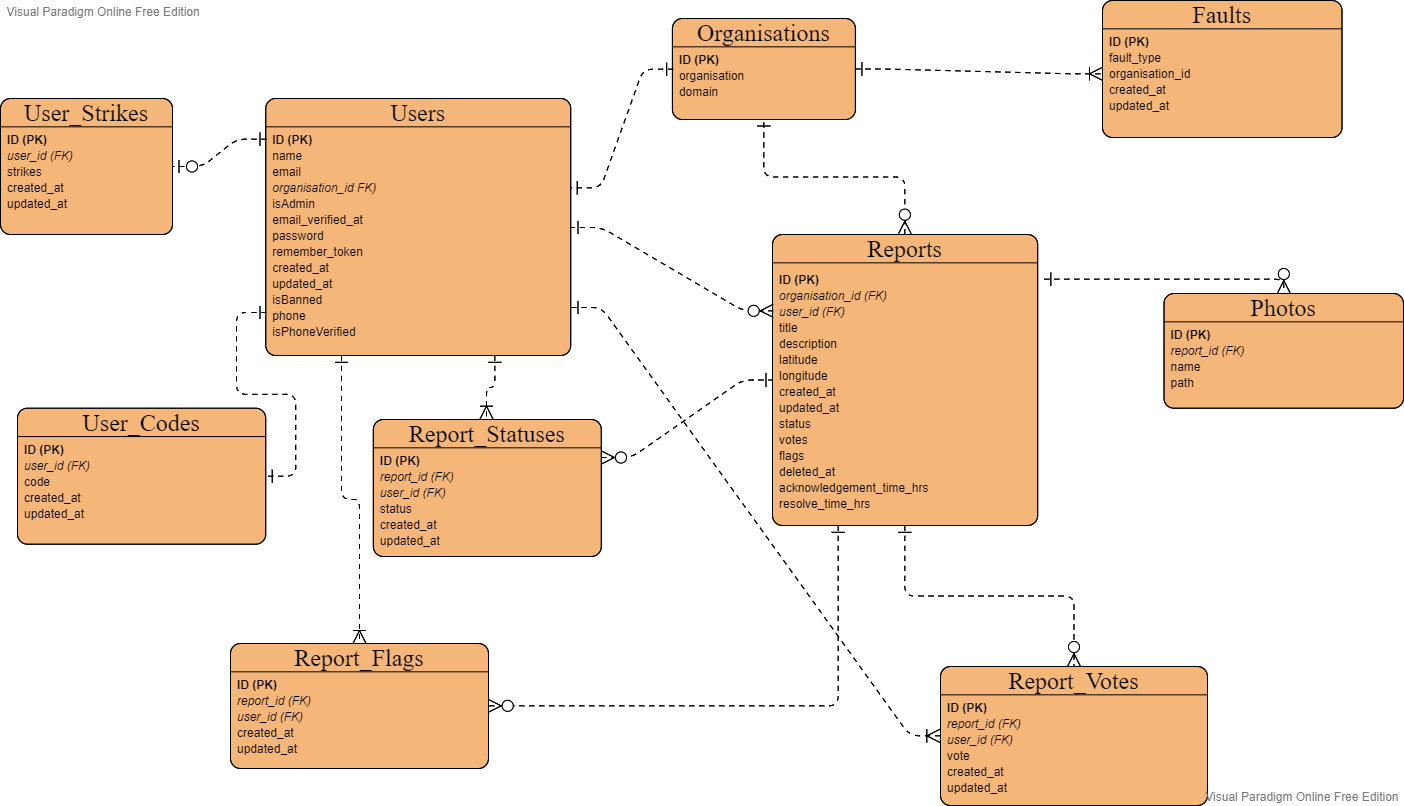 Visual Paradigm Online Free Edition
User_Strikes
ID (PK)
user_id (FK)
strikes
created_at
updated_at
Users
ID (PK)
name
email
organisation_id FK)
isAdmin
email_verified_at
password
remember_token
created_at
updated_at
isBanned
phone
isPhoneVerified
Organisations
ID (PK)
organisation
domain
Faults
ID (PK)
fault_type
organisation_id
created_at
updated_at
Reports
ID (PK)
organisation_id (FK)
user_id (FK)
title
description
latitude
longitude
created_at
updated_at
status
votes
flags
deleted_at
acknowledgement_time_hrs
resolve_time_hrs
Photos
ID (PK)
report_id (FK)
name
path
User_Codes
ID (PK)
user_id (FK)
code
created_at
updated_at
Report_Statuses
ID (PK)
report_id (FK)
user_id (FK)
status
created_at
updated_at
Report_Flags
ID (PK)
report_id (FK)
user_id (FK)
created_at
updated_at
Report_Votes
ID (PK)
report_id (FK)
user_id (FK)
vote
created_at
updated_at
Visual Paradigm Online Free Edition